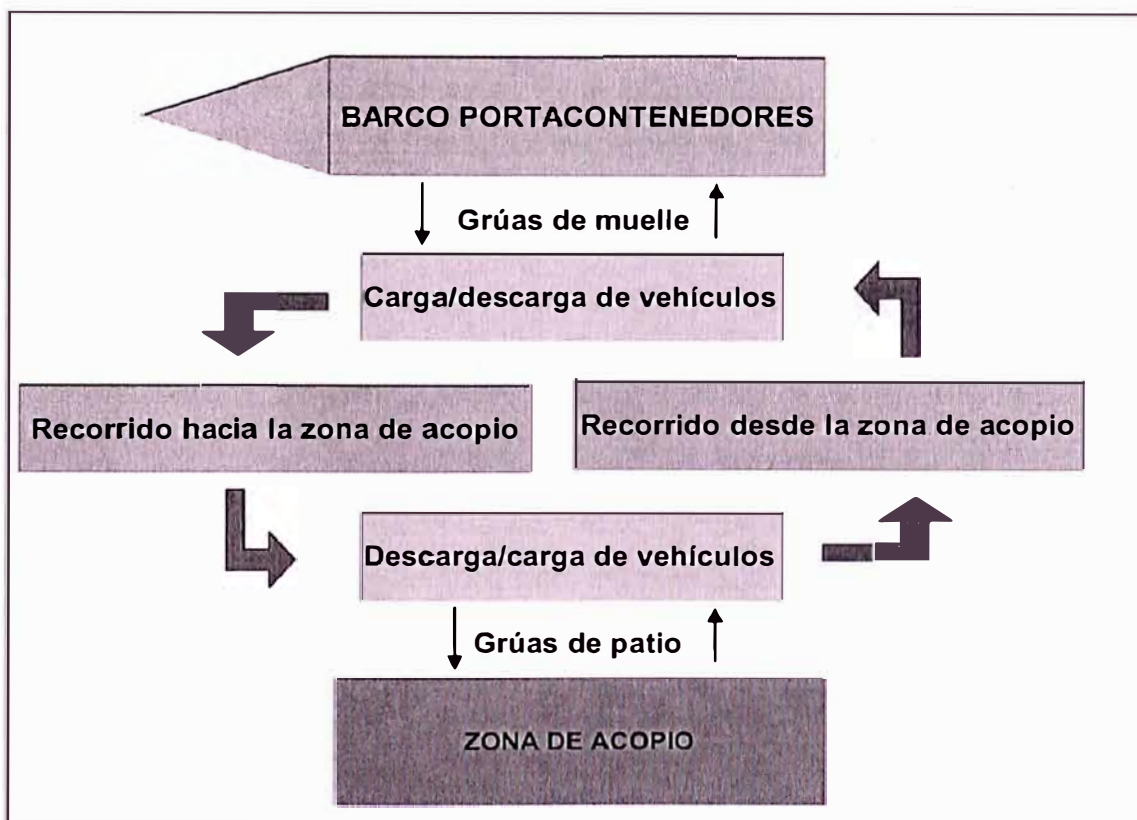 BARCO PORTACONTENEDORES
Grúas de muelle
Carga/descarga de vehículos
Recorrido hacia la zona de acopio
Recorrido desde la zona de acopio
Descarga/carga de vehículos
Grúas de patio
ZONA DE ACOPIO